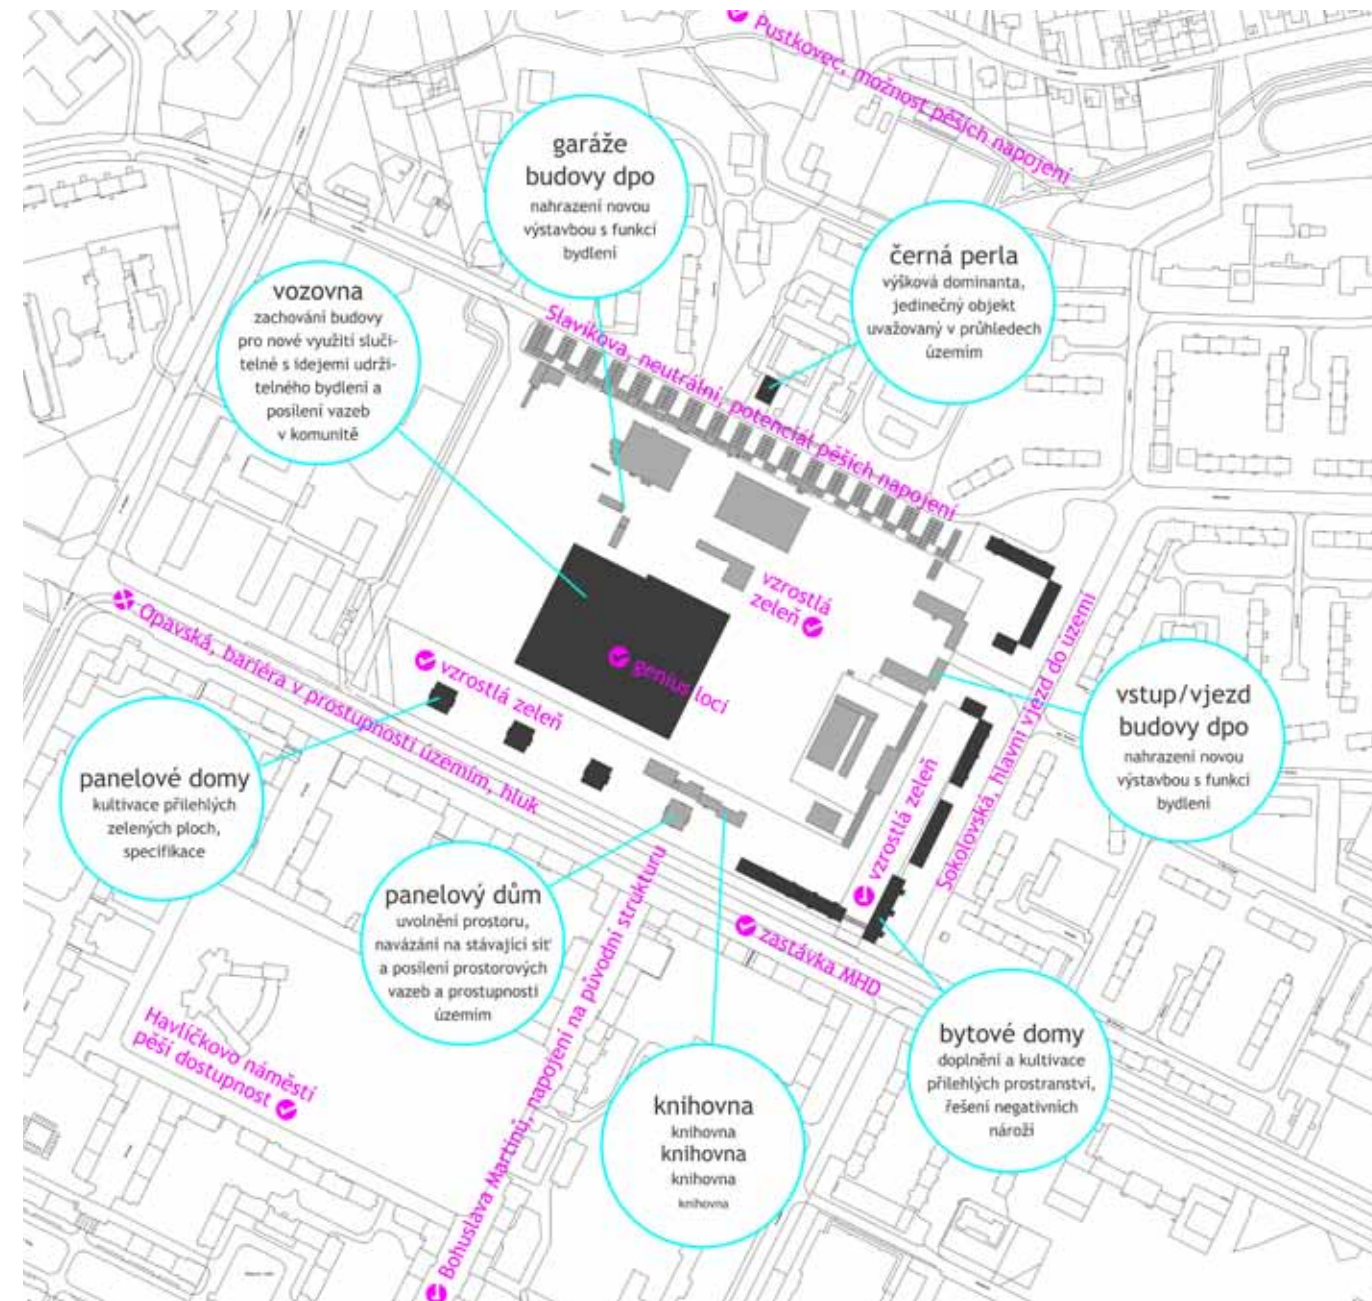 Pustkovec, možnost pěších napojení
garáže
budovy dpo
nahrazení novou
výstavbou s funkcí
bydlení
černá perla
výšková dominanta,
jedinečný objekt
uvažovaný v průhledech
územím
vozovna
zachování budovy
pro nové využití sluči-
telné s idejemi udrži-
telného bydlení a
posílení vazeb
v komunitě
Slavíkova, neutrální, potenciál pěších napojení
vzrostlá
zeleň
Opavská, bariéra v prostupnosti územím, hluk
vzrostlá zeleň
genius loci
Sokolovská, hlavní vjezd do území
vstup/vjezd
budovy dpo
nahrazení novou
výstavbou s funkcí
bydlení
panelové domy
kultivace přilehlých
zelených ploch,
specifikace
vzrostlá zeleň
panelový dům
uvolnění prostoru,
navázání na stávající síť
a posílení prostorových
vazeb a prostupnosti
územím
zastávka MHD
Bohuslava Martinů, napojení na původní strukturu
Havlíčkovo náměstí
pěší dostupnost
bytové domy
doplnění a kultivace
přilehlých prostranství,
řešení negativních
nároží
knihovna
knihovna
knihovna
knihovna
knihovna